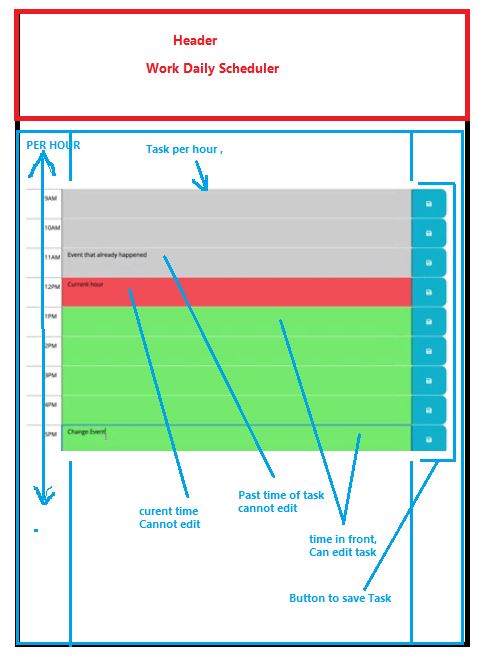 Header
Work Daily Scheduler
PER HOUR
Task per hour ,
9AM
10AM
11AM Event that already happened
12PM Current hour
1PM
2PM
3PM
4PM
5PM Change Event
curent time
Cannot edit
Past time of task
cannot edit
time in front,
Can edit task
Button to save Task